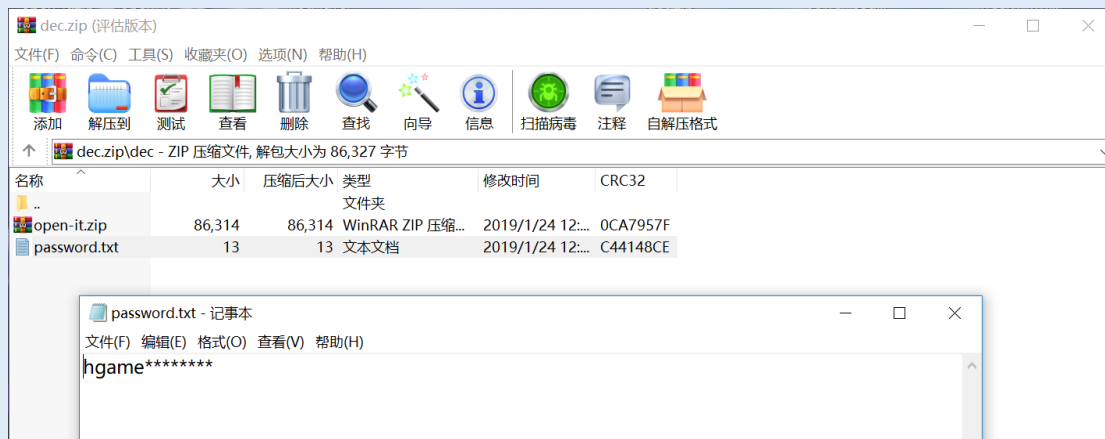 dec.zip (评估版本)
文件(F) 命令(C) 工具(S) 收藏夹(O) 选项(N) 帮助(H)
添加 解压到 测试 查看 删除 查找 向导 信息 扫描病毒 注释 自解压格式
dec.zip\dec - ZIP 压缩文件, 解包大小为 86,327 字节
名称 大小 压缩后大小 类型 修改时间 CRC32
.. 文件夹
open-it.zip 86,314 86,314 WinRAR ZIP 压缩... 2019/1/24 12:... 0CA7957F
password.txt 13 13 文本文档 2019/1/24 12:... C44148CE
password.txt - 记事本
文件(F) 编辑(E) 格式(O) 查看(V) 帮助(H)
hgame********